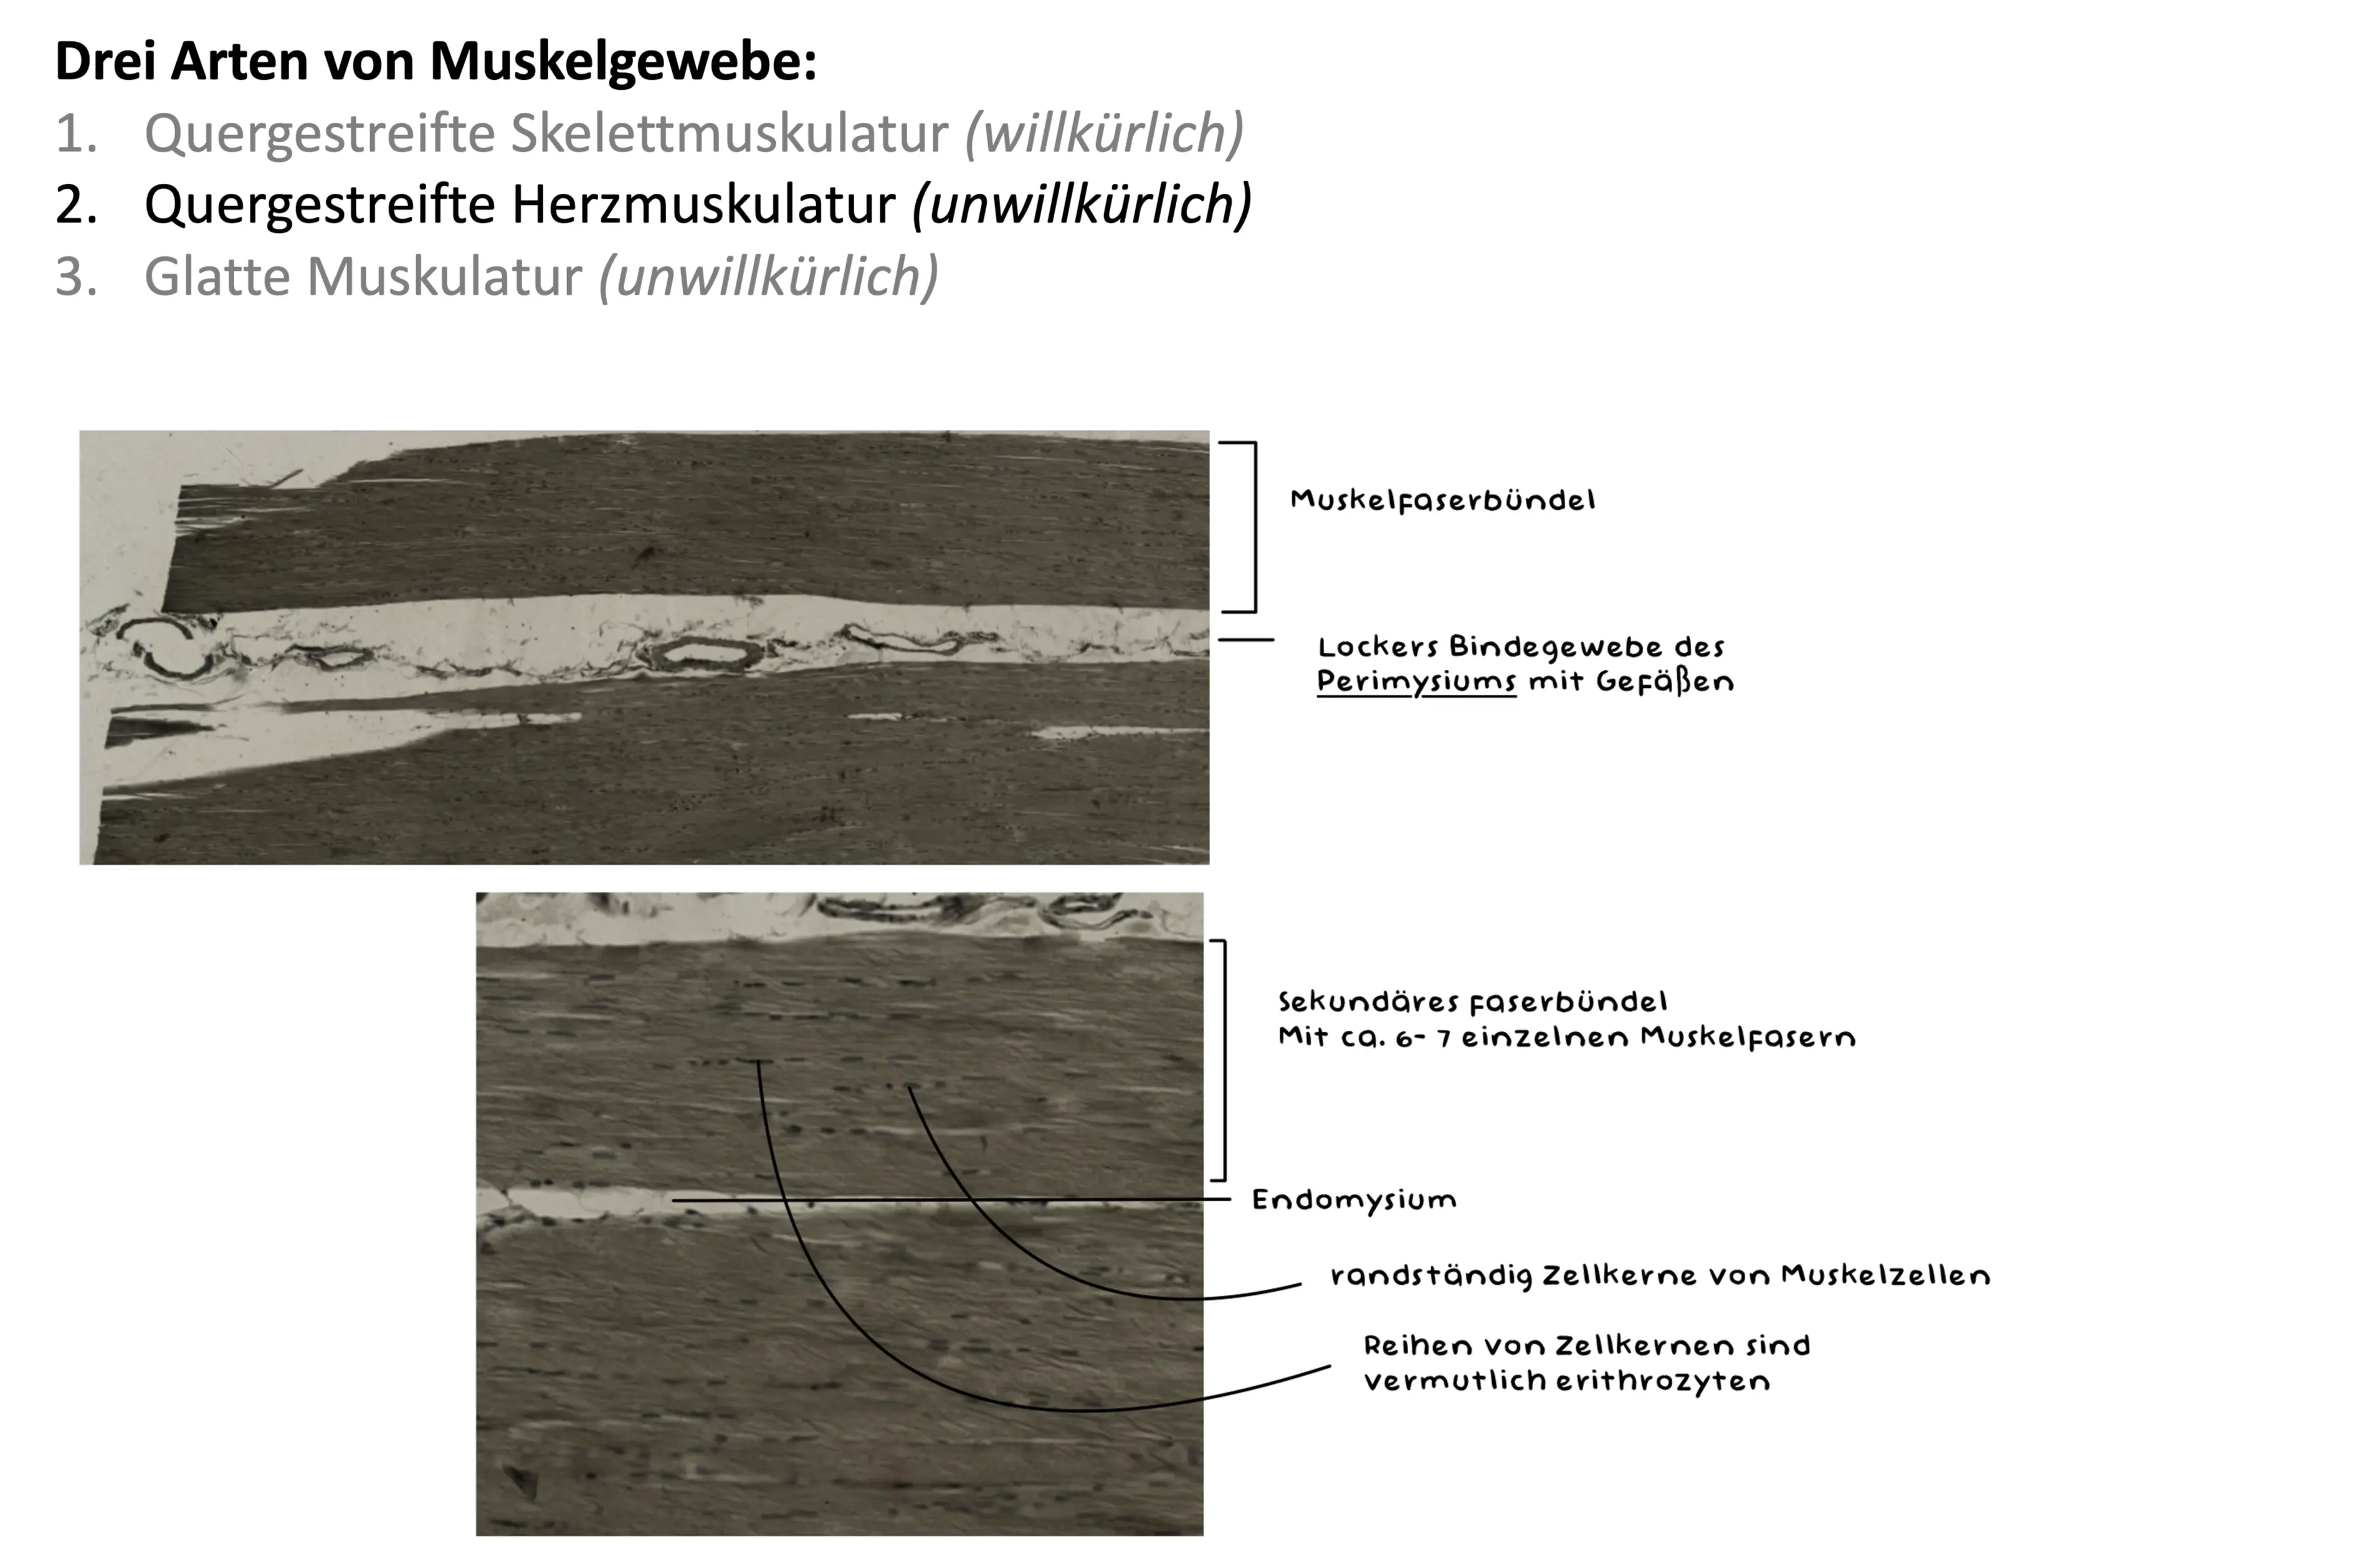 Drei Arten von Muskelgewebe:
1. Quergestreifte Skelettmuskulatur (willkürlich)
2. Quergestreifte Herzmuskulatur (unwillkürlich)
3. Glatte Muskulatur (unwillkürlich)
Muskelfaserbündel
Lockers Bindegewebe des
Perimysiums mit Gefäßen
Sekundäres Faserbündel
Mit ca. 6- 7 einzelnen Muskelfasern
Endomysium
randständig Zellkerne von Muskelzellen
Reihen von Zellkernen sind
vermutlich erithrozyten